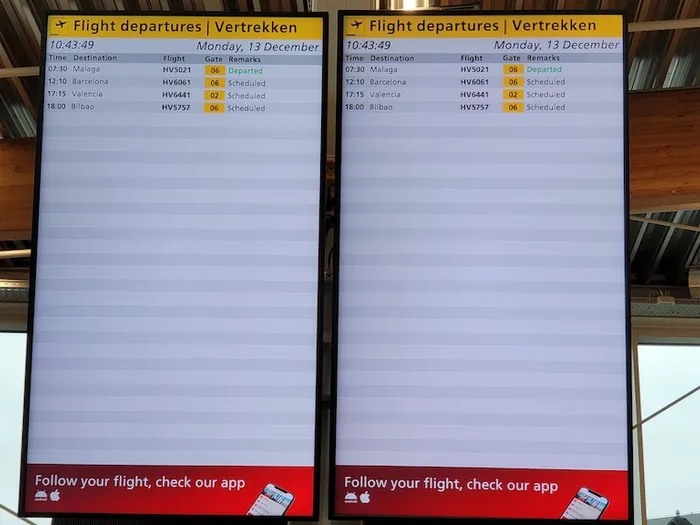 Flight departures | Vertrekken
10:43:49 Monday, 13 December
Time Destination Flight Gate Remarks
07:30 Malaga HV5021 06 Departed
12:10 Barcelona HV6061 06 Scheduled
17:15 Valencia HV6441 02 Scheduled
18:00 Bilbao HV5757 06 Scheduled
Follow your flight, check our app
android
Flight departures | Vertrekken
10:43:49 Monday, 13 December
Time Destination Flight Gate Remarks
07:30 Malaga HV5021 06 Departed
12:10 Barcelona HV6061 06 Scheduled
17:15 Valencia HV6441 02 Scheduled
18:00 Bilbao HV5757 06 Scheduled
Follow your flight, check our app
android